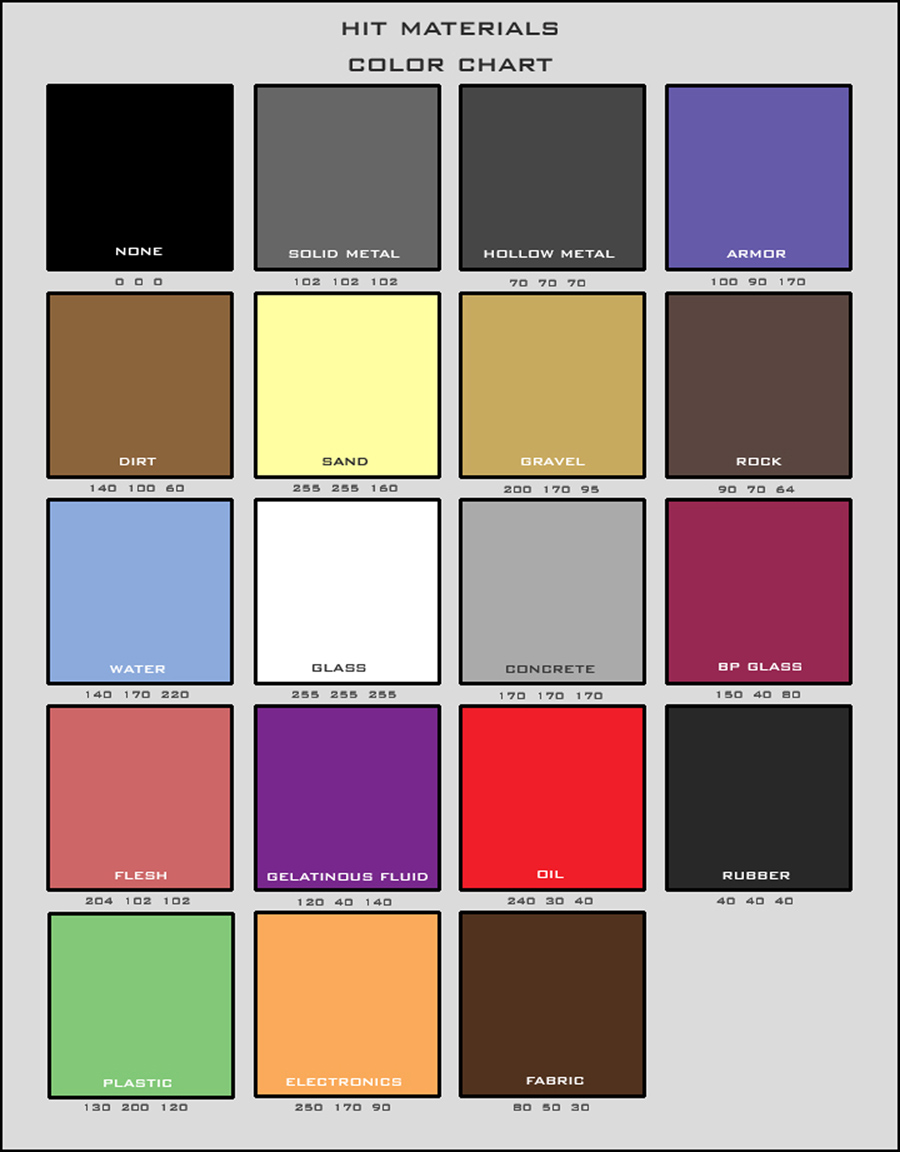 HIT MATERIALS
COLOR CHART
NONE SOLID METAL HOLLOW METAL ARMOR
0 0 0 102 102 102 70 70 70 100 90 170
DIRT SAND GRAVEL ROCK
140 100 60 255 255 160 200 170 95 90 70 64
WATER GLASS CONCRETE BP GLASS
140 170 220 255 255 255 170 170 170 150 40 80
FLESH GELATINOUS FLUID OIL RUBBER
204 102 102 120 40 140 240 30 40 40 40 40
PLASTIC ELECTRONICS FABRIC
130 200 120 250 170 90 80 50 30